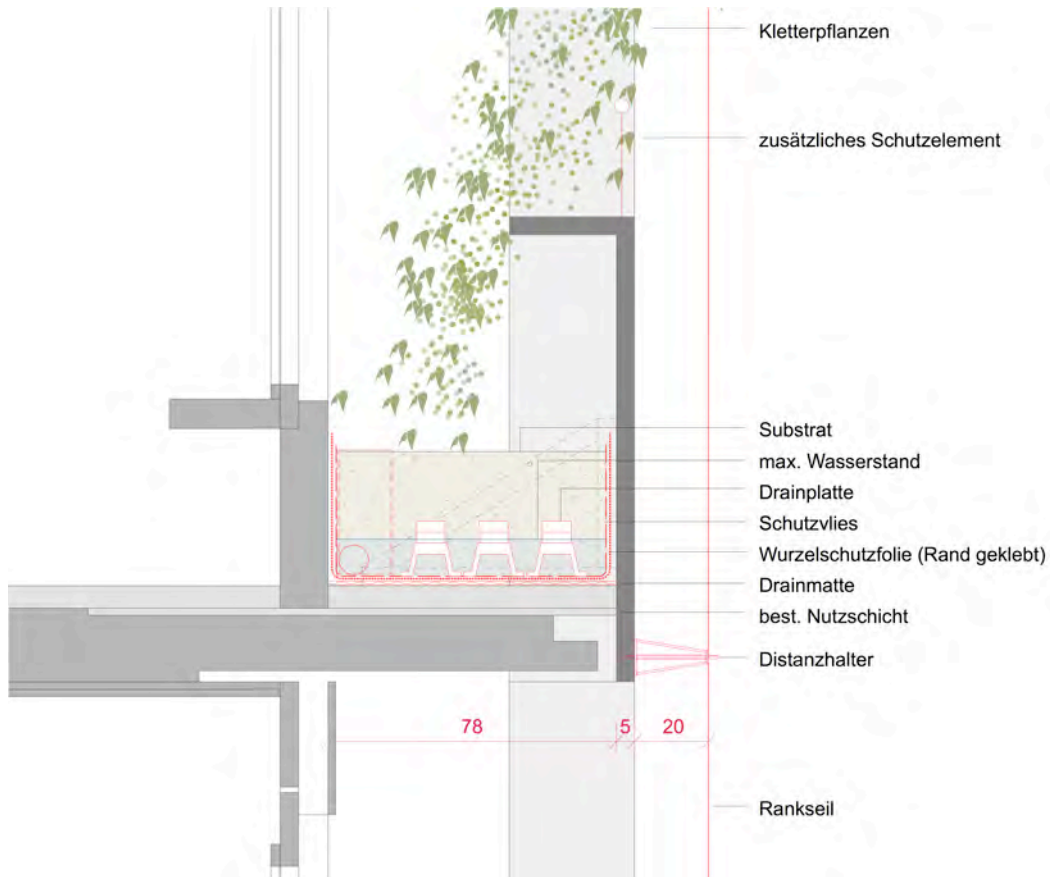 Kletterpflanzen
zusätzliches Schutzelement
Substrat
max. Wasserstand
Drainplatte
Schutzvlies
Wurzelschutzfolie (Rand geklebt)
Drainmatte
best. Nutzschicht
Distanzhalter
78 5 20
Rankseil